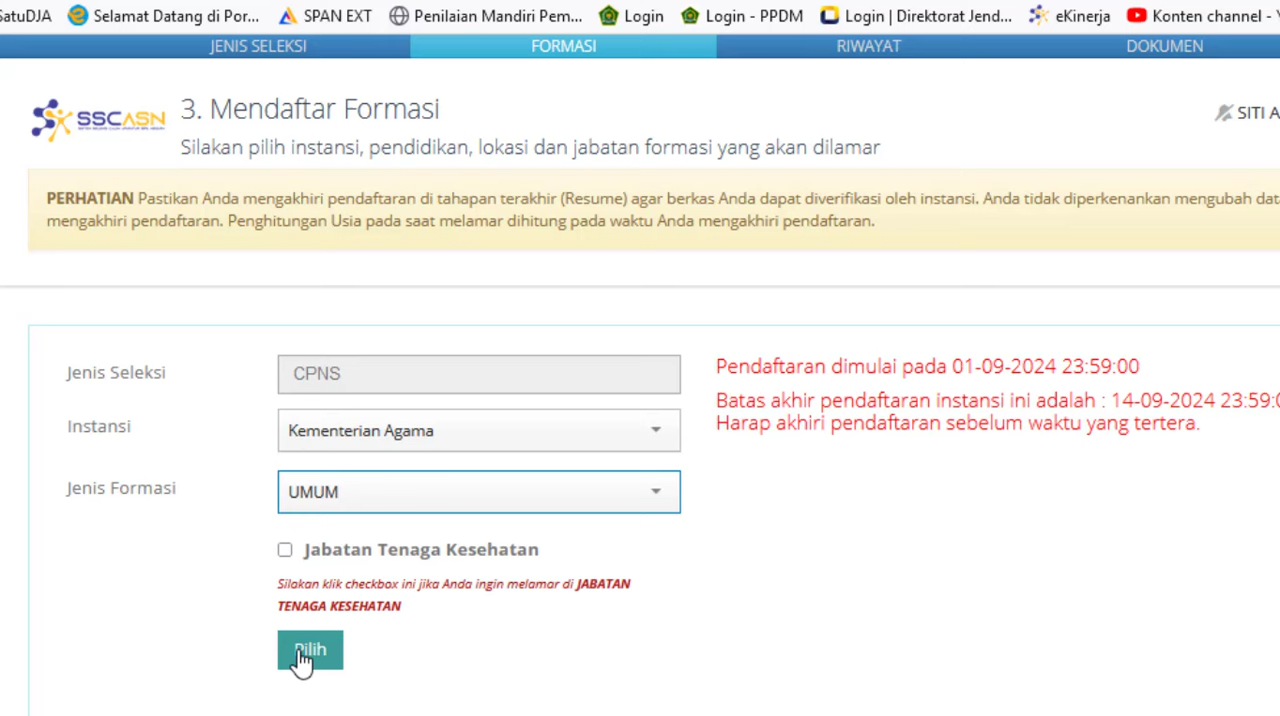 SatuDJA Selamat Datang di Por... SPAN EXT Penilaian Mandiri Pem... Login Login - PPDM Login | Direktorat Jend... eKinerja Konten channel -
JENIS SELEKSI FORMASI RIWAYAT DOKUMEN
SSCASN
3. Mendaftar Formasi
SITI A
Silakan pilih instansi, pendidikan, lokasi dan jabatan formasi yang akan dilamar
PERHATIAN Pastikan Anda mengakhiri pendaftaran di tahapan terakhir (Resume) agar berkas Anda dapat diverifikasi oleh instansi. Anda tidak diperkenankan mengubah dat
mengakhiri pendaftaran. Penghitungan Usia pada saat melamar dihitung pada waktu Anda mengakhiri pendaftaran.
Jenis Seleksi CPNS
Pendaftaran dimulai pada 01-09-2024 23:59:00
Batas akhir pendaftaran instansi ini adalah : 14-09-2024 23:59:0
Harap akhiri pendaftaran sebelum waktu yang tertera.
Instansi Kementerian Agama
Jenis Formasi UMUM
Jabatan Tenaga Kesehatan
Silakan klik checkbox ini jika Anda ingin melamar di JABATAN
TENAGA KESEHATAN
Pilih